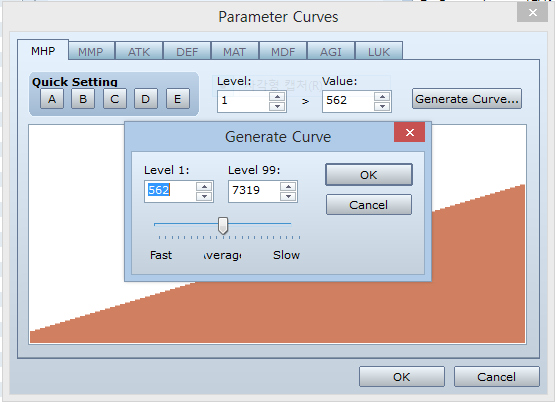 Parameter Curves
MHP MMP ATK DEF MAT MDF AGI LUK
Quick Setting
A B C D E
Level: Value:
1 > 562
Generate Curve...
Generate Curve
Level 1: Level 99:
562 7319
OK
Cancel
Fast Average Slow
OK Cancel